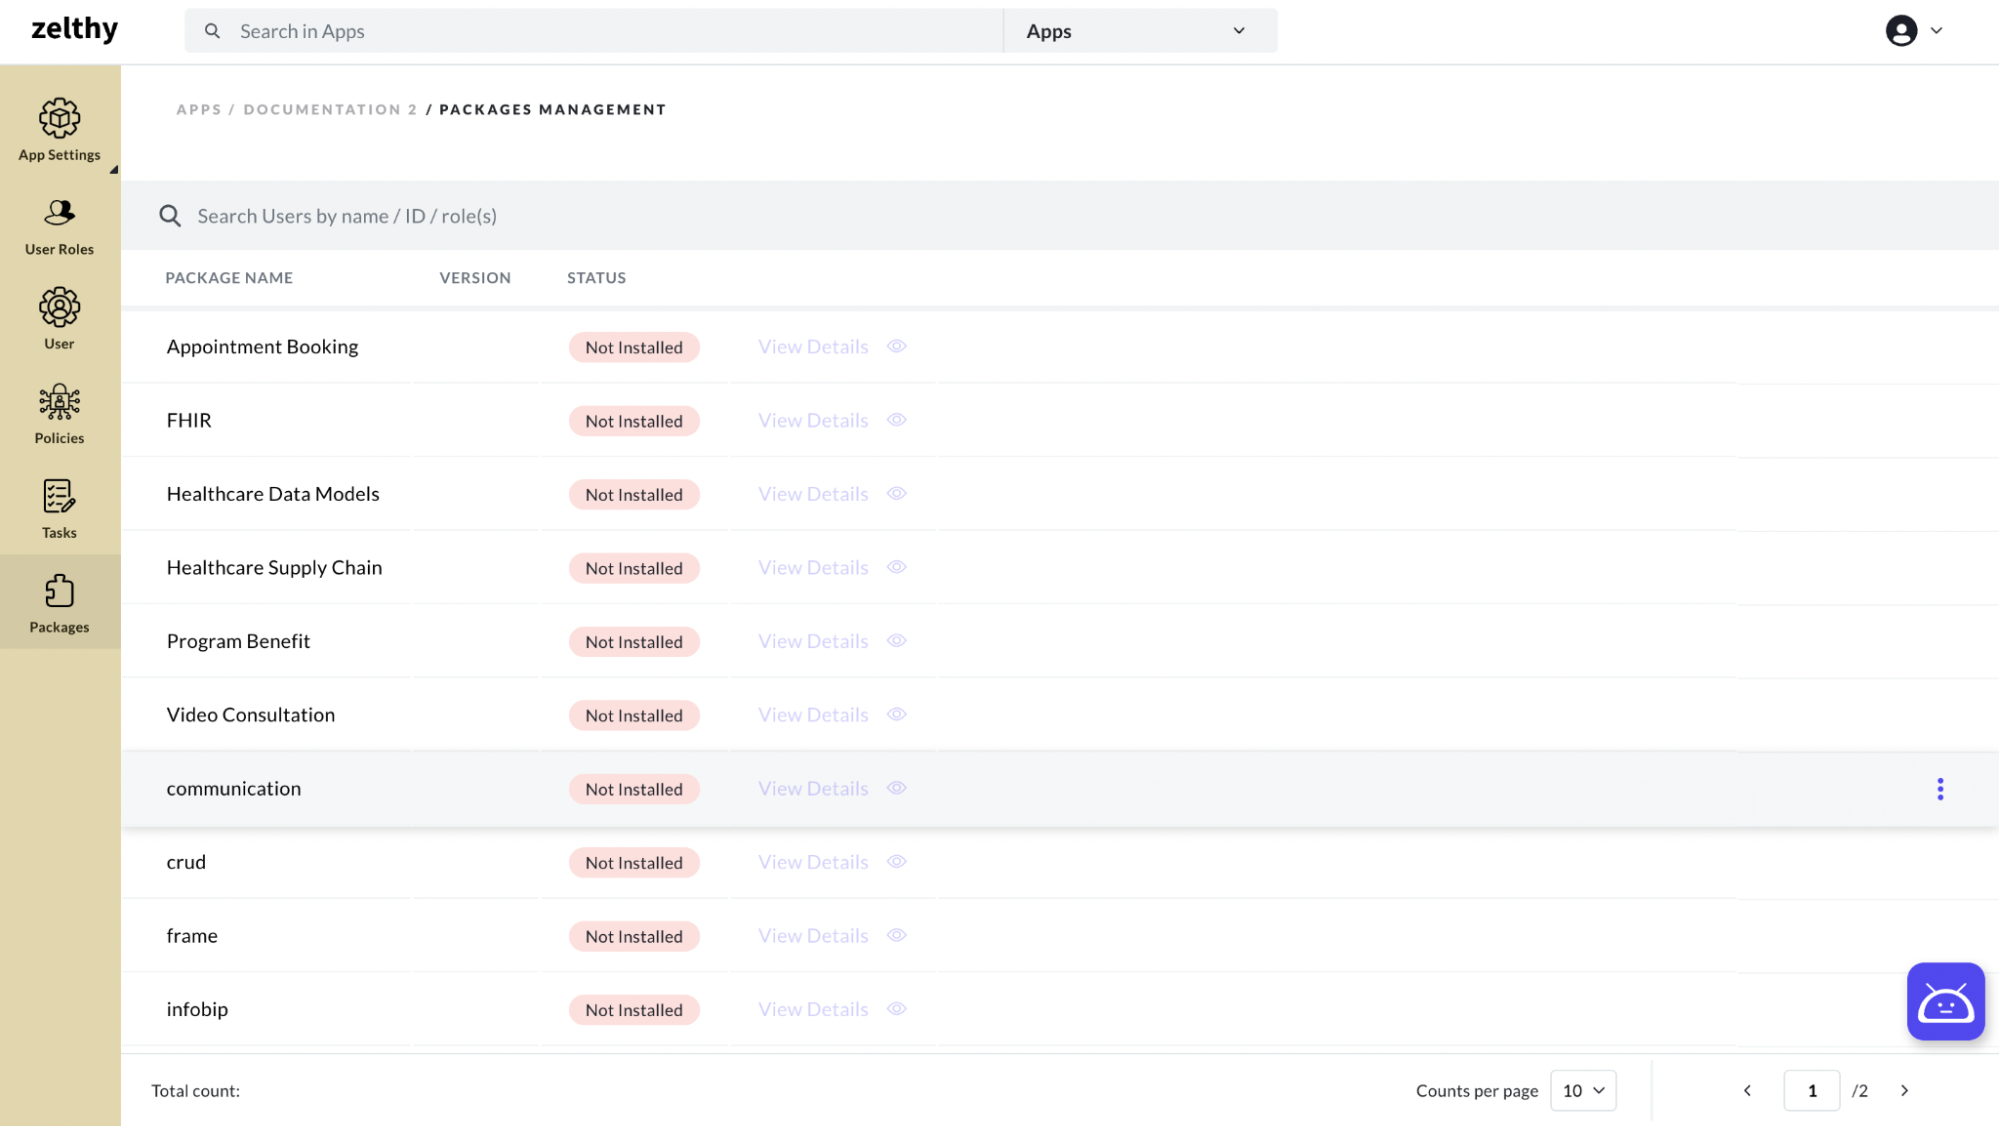 zelthy
Search in Apps
Apps
APPS / DOCUMENTATION 2 / PACKAGES MANAGEMENT
App Settings
User Roles
User
Policies
Tasks
Packages
Search Users by name / ID / role(s)
PACKAGE NAME VERSION STATUS
Appointment Booking Not Installed View Details
FHIR Not Installed View Details
Healthcare Data Models Not Installed View Details
Healthcare Supply Chain Not Installed View Details
Program Benefit Not Installed View Details
Video Consultation Not Installed View Details
communication Not Installed View Details
crud Not Installed View Details
frame Not Installed View Details
infobip Not Installed View Details
Total count:
Counts per page 10
1 /2